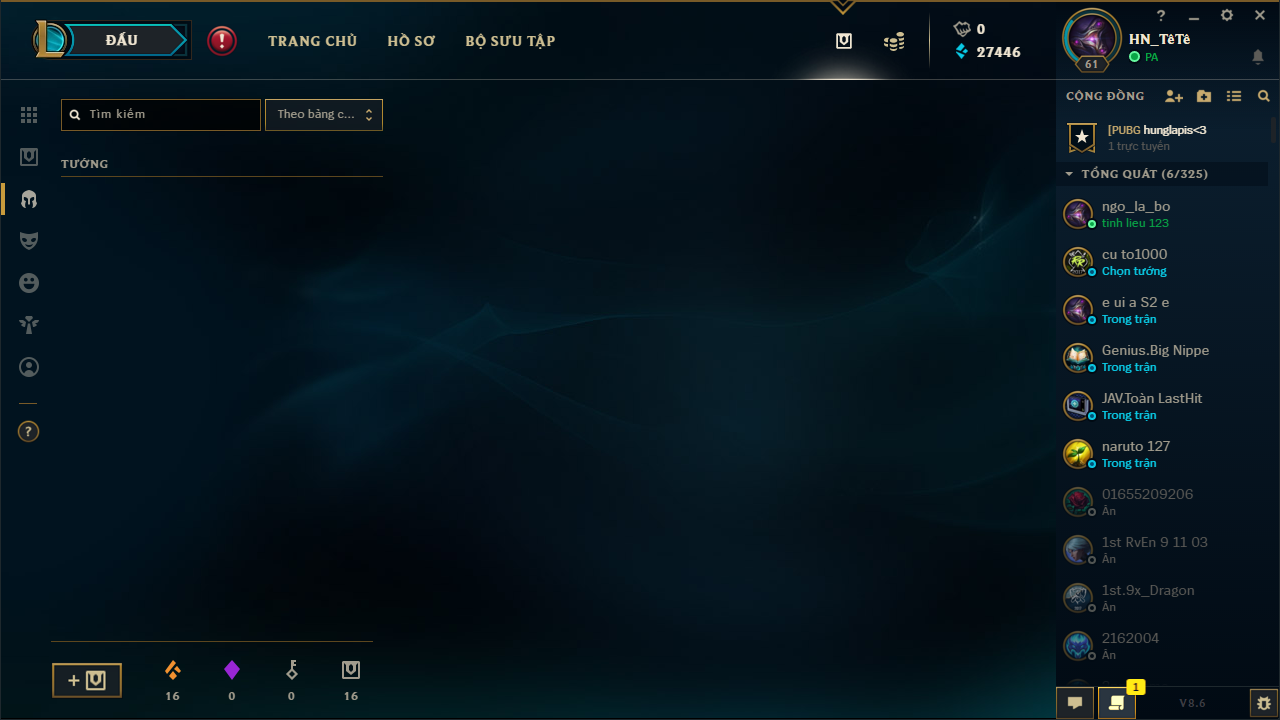 ĐẤU
TRANG CHỦ
HỒ SƠ
BỘ SƯU TẬP
0
27446
61
HN_TêTê
PA
Tìm kiếm
Theo bảng c...
TƯỚNG
16
0
0
16
CỘNG ĐỒNG
[PUBG hunglapis<3
1 trực tuyến
TỔNG QUÁT (6/325)
ngo_la_bo
tinh lieu 123
cu to1000
Chọn tướng
e ui a S2 e
Trong trận
Genius.Big Nippe
Trong trận
JAV.Toàn LastHit
Trong trận
naruto 127
Trong trận
01655209206
Ẩn
1st RvEn 9 11 03
Ẩn
1st.9x_Dragon
Ẩn
2162004
Ẩn
1
V8.6